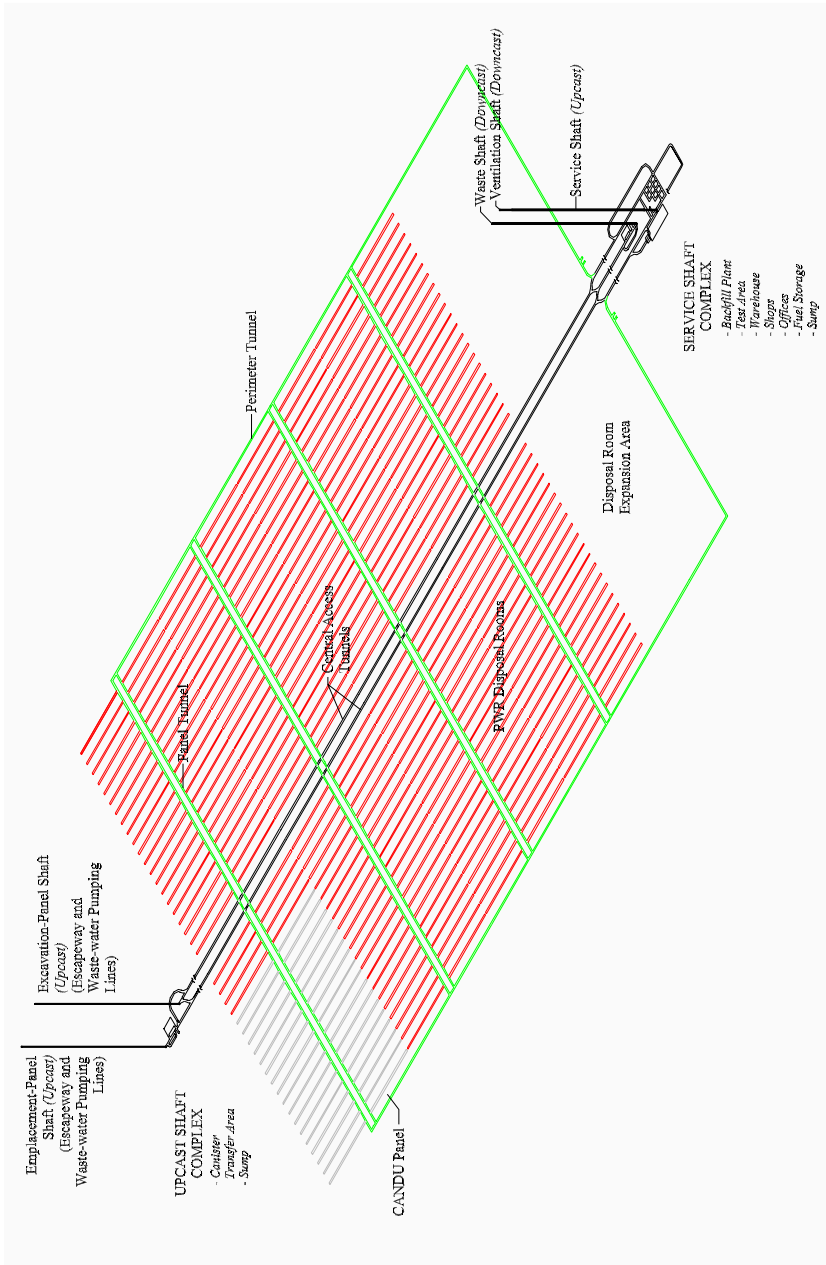 Emplacement-Panel
Shaft (Upcast)
(Escapeway and
Waste-water Pumping
Lines)
Excavation-Panel Shaft
(Upcast)
(Escapeway and
Waste-water Pumping
Lines)
UPCAST SHAFT
COMPLEX
- Canister
Transfer Area
- Sump
CANDU Panel
Panel Tunnel
Central Access
Tunnels
Perimeter Tunnel
PWR Disposal Rooms
Disposal Room
Expansion Area
Waste Shaft (Downcast)
Ventilation Shaft (Downcast)
Service Shaft (Upcast)
SERVICE SHAFT
COMPLEX
- Backfill Plant
- Test Area
- Warehouse
- Shops
- Offices
- Fuel Storage
- Sump